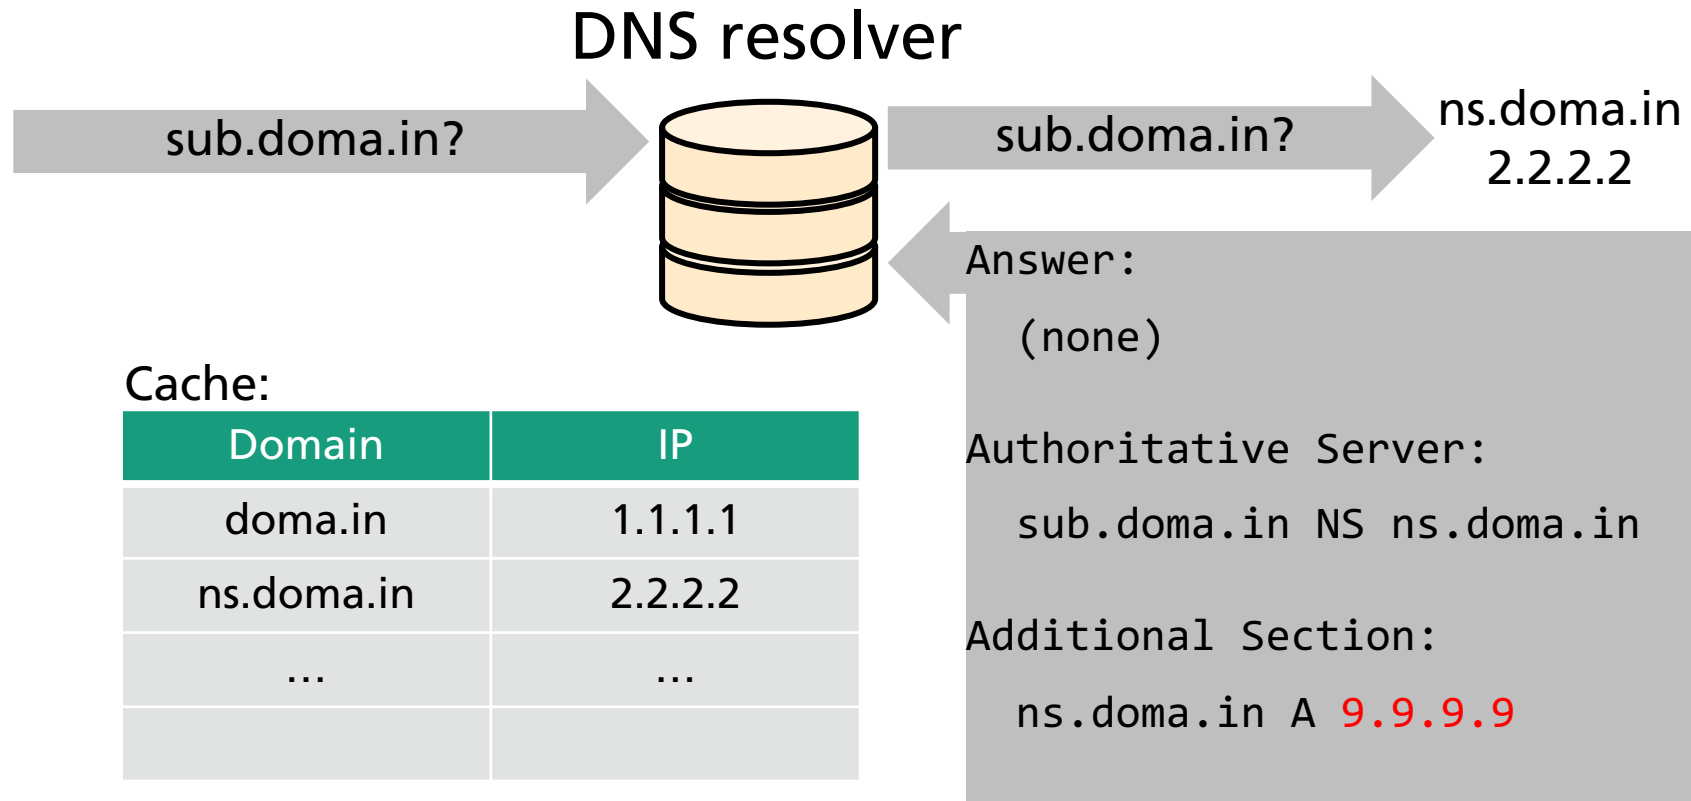 DNS resolver
sub.doma.in?
sub.doma.in?
ns.doma.in
2.2.2.2
Answer:
(none)
Authoritative Server:
sub.doma.in NS ns.doma.in
Additional Section:
ns.doma.in A 9.9.9.9
Cache:
Domain IP
doma.in 1.1.1.1
ns.doma.in 2.2.2.2
... ...